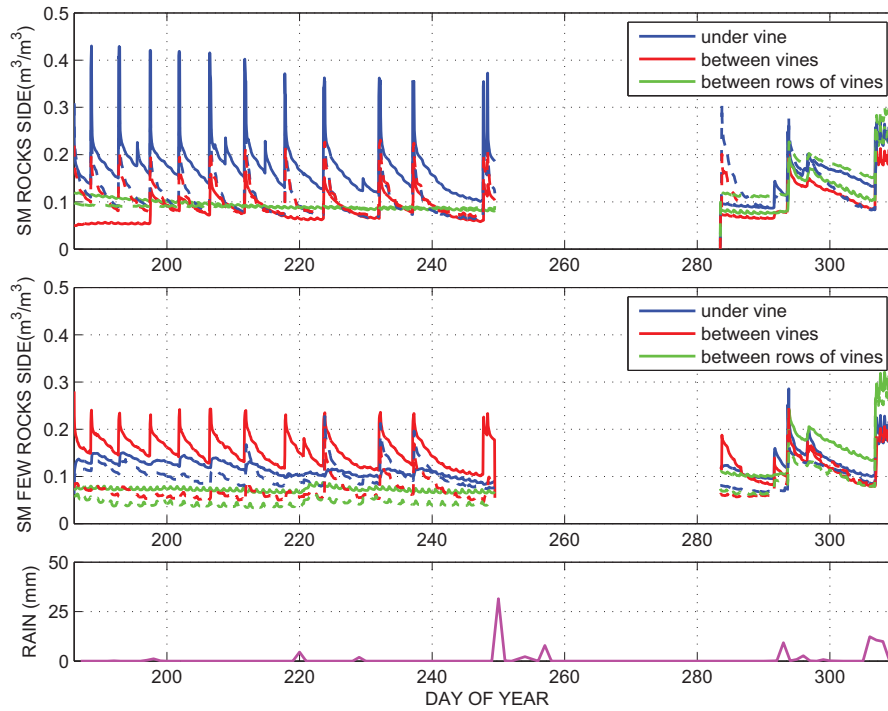 SM ROCKS SIDE(m³/m³)
0.5
0.4
0.3
0.2
0.1
0
under vine
between vines
between rows of vines
200 220 240 260 280 300
SM FEW ROCKS SIDE(m³/m³)
0.5
0.4
0.3
0.2
0.1
0
under vine
between vines
between rows of vines
200 220 240 260 280 300
RAIN (mm)
50
25
0
200 220 240 260 280 300
DAY OF YEAR